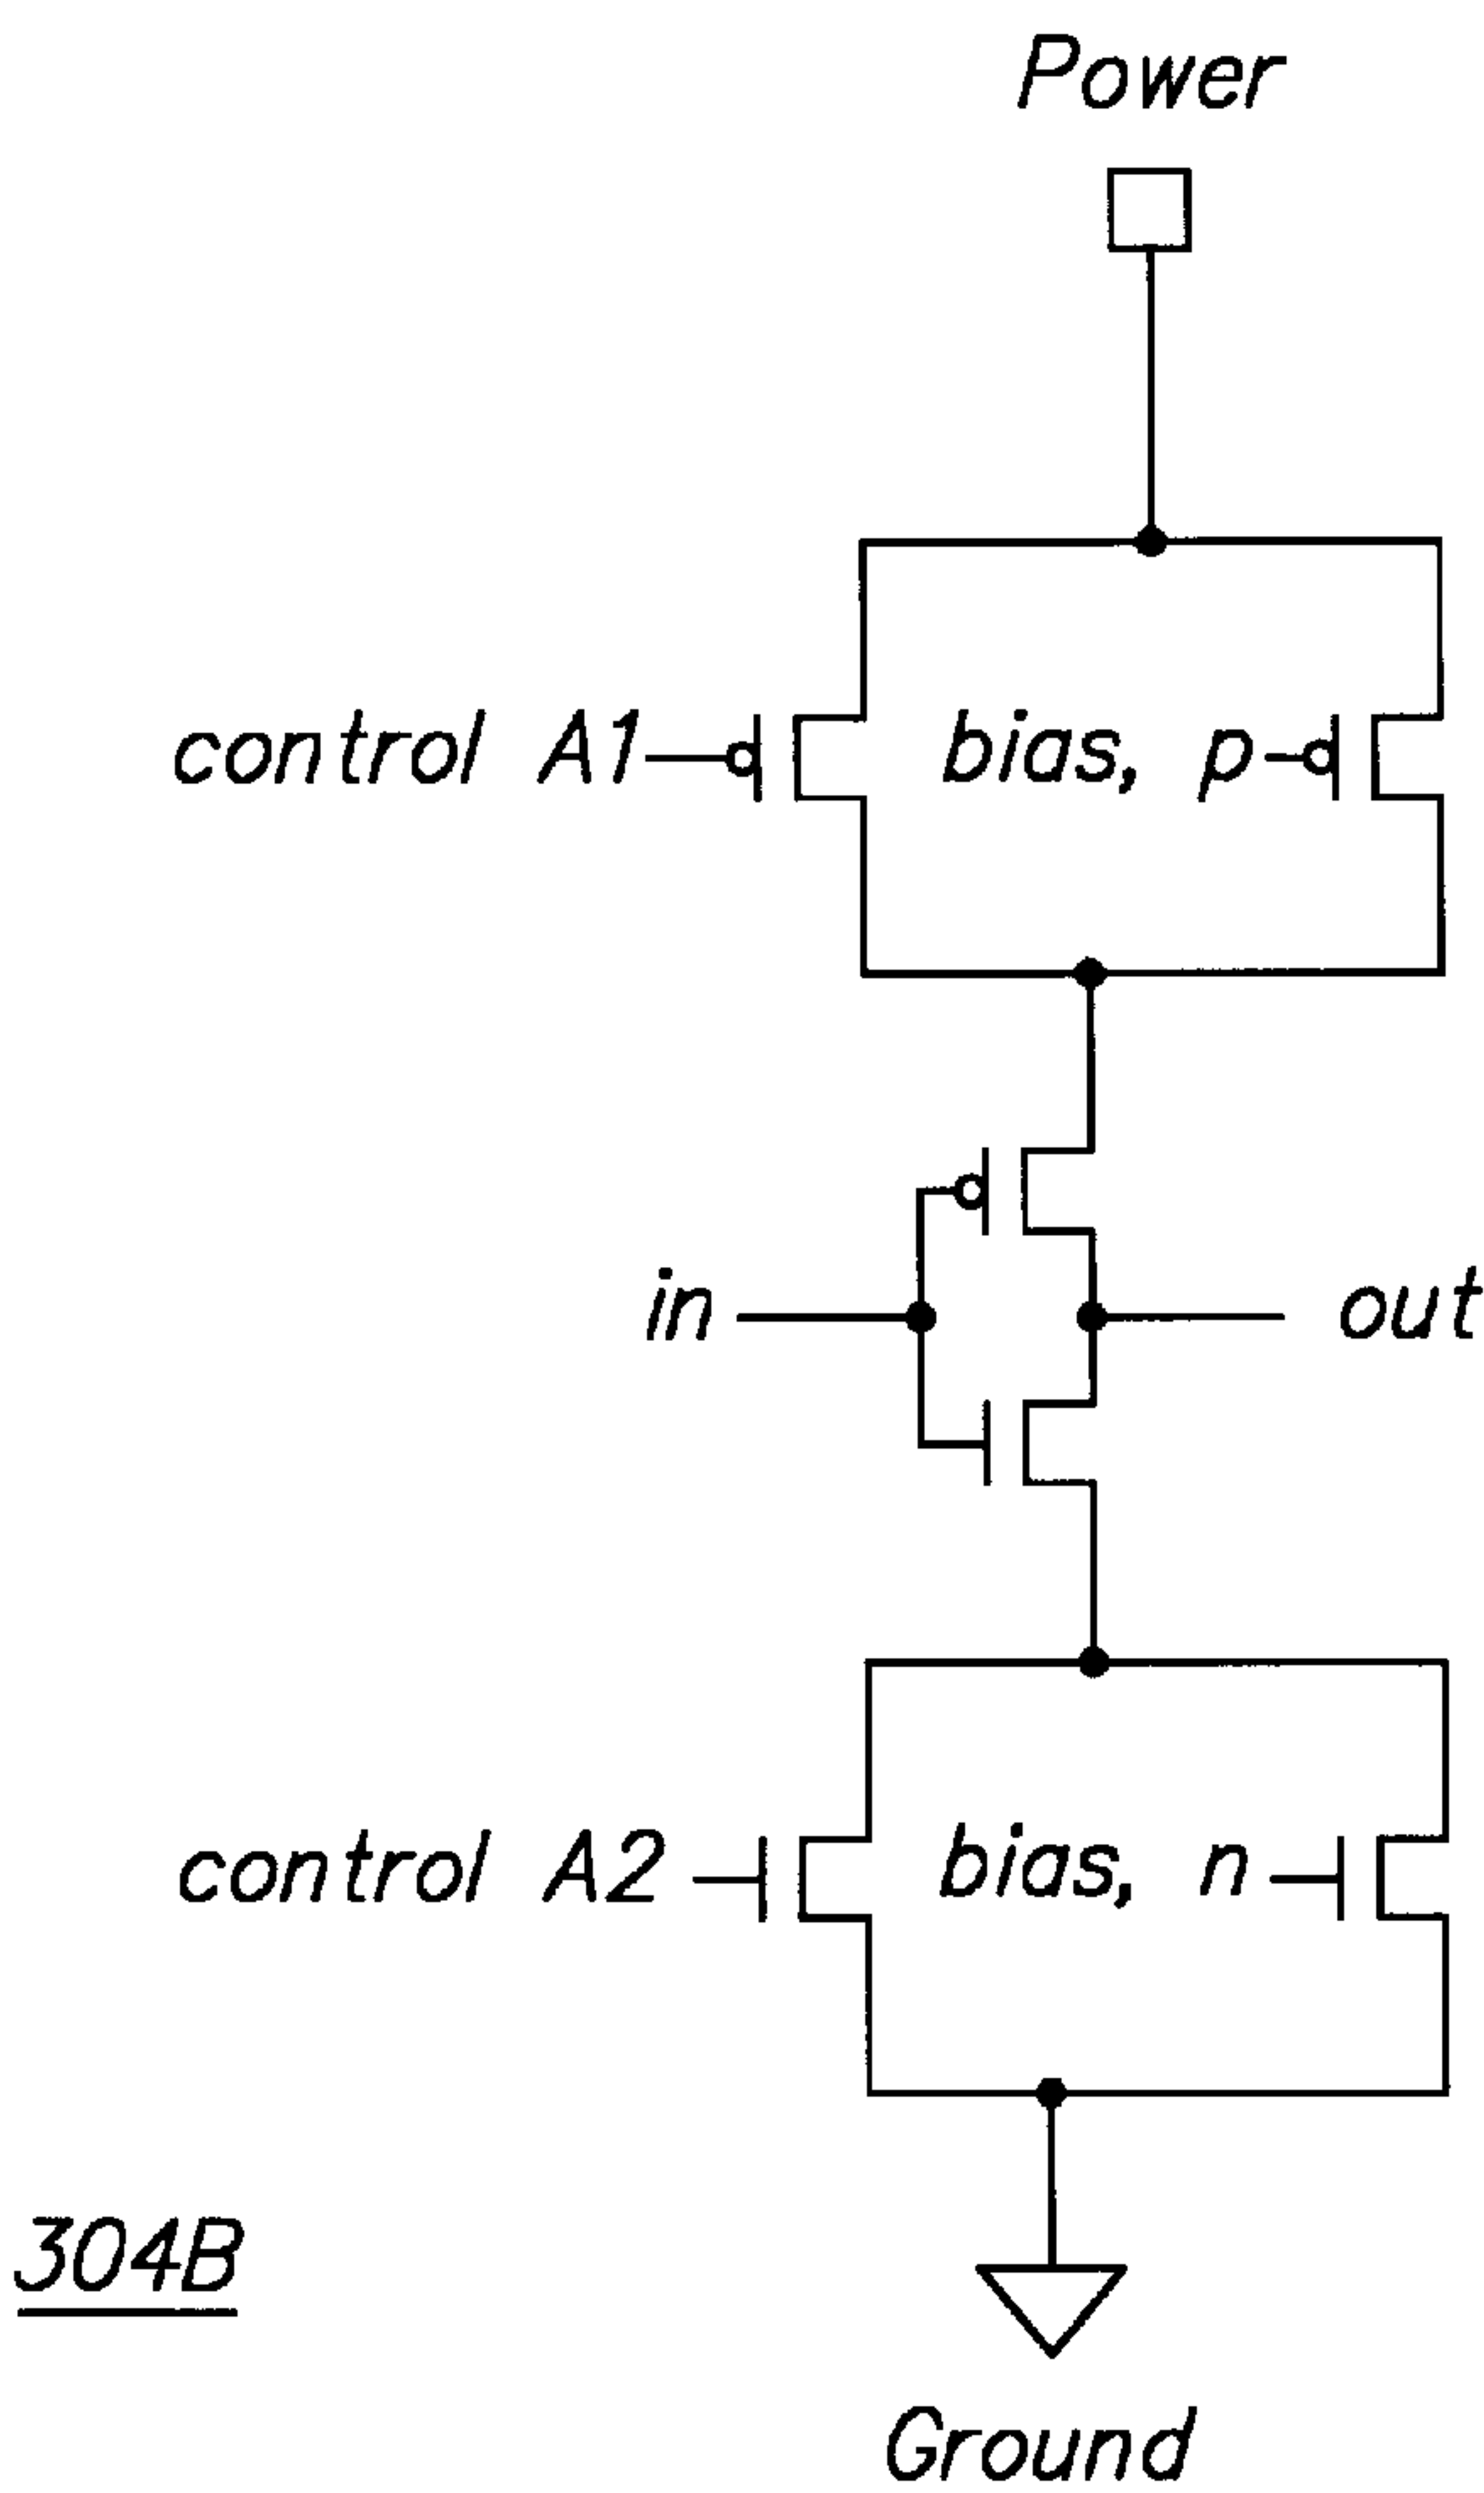 Power
control A1
bias, p
in
out
control A2
bias, n
304B
Ground